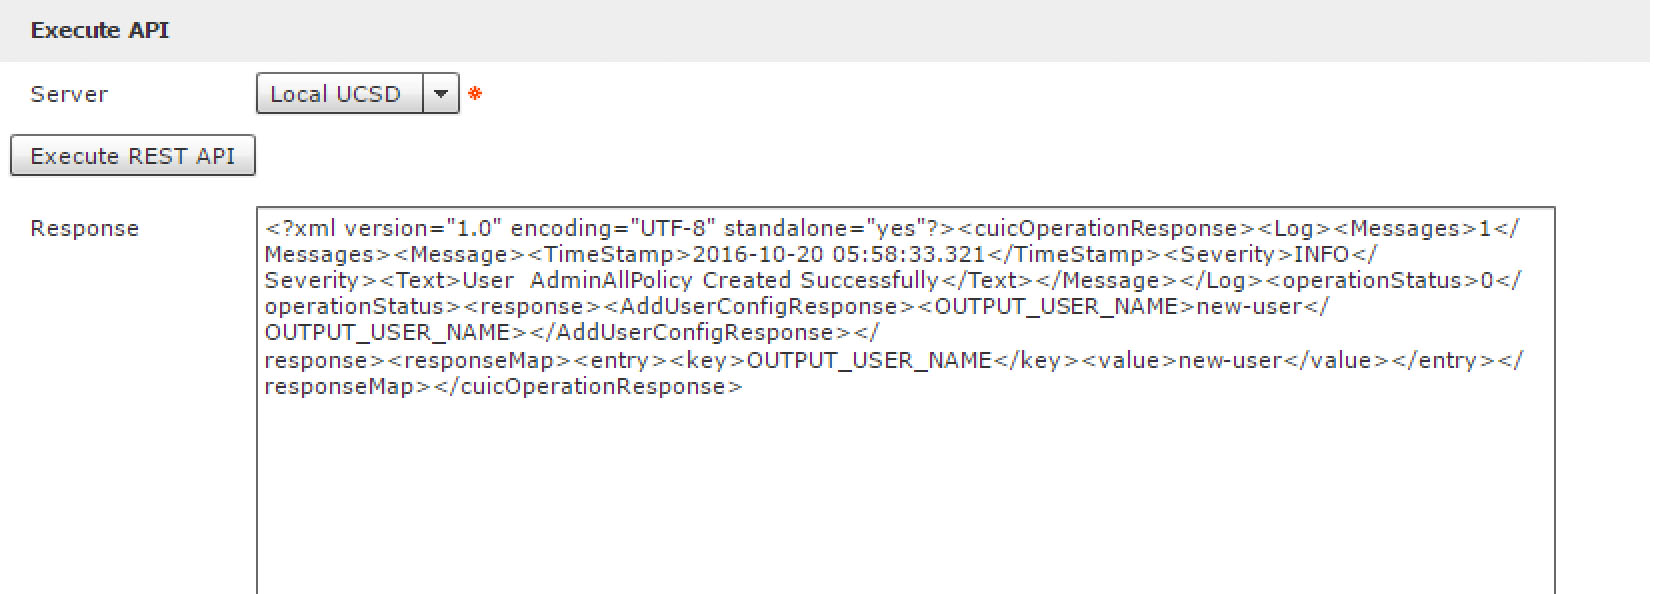 Execute API
Server
Local UCSD
Execute REST API
Response
<?xml version="1.0" encoding="UTF-8" standalone="yes"?><cuicOperationResponse><Log><Messages>1</
Messages><Message><TimeStamp>2016-10-20 05:58:33.321</TimeStamp><Severity>INFO</
Severity><Text>User  AdminAllPolicy Created Successfully</Text></Message></Log><operationStatus>0</
operationStatus><response><AddUserConfigResponse><OUTPUT_USER_NAME>new-user</
OUTPUT_USER_NAME></AddUserConfigResponse></
response><responseMap><entry><key>OUTPUT_USER_NAME</key><value>new-user</value></entry></
responseMap></cuicOperationResponse>